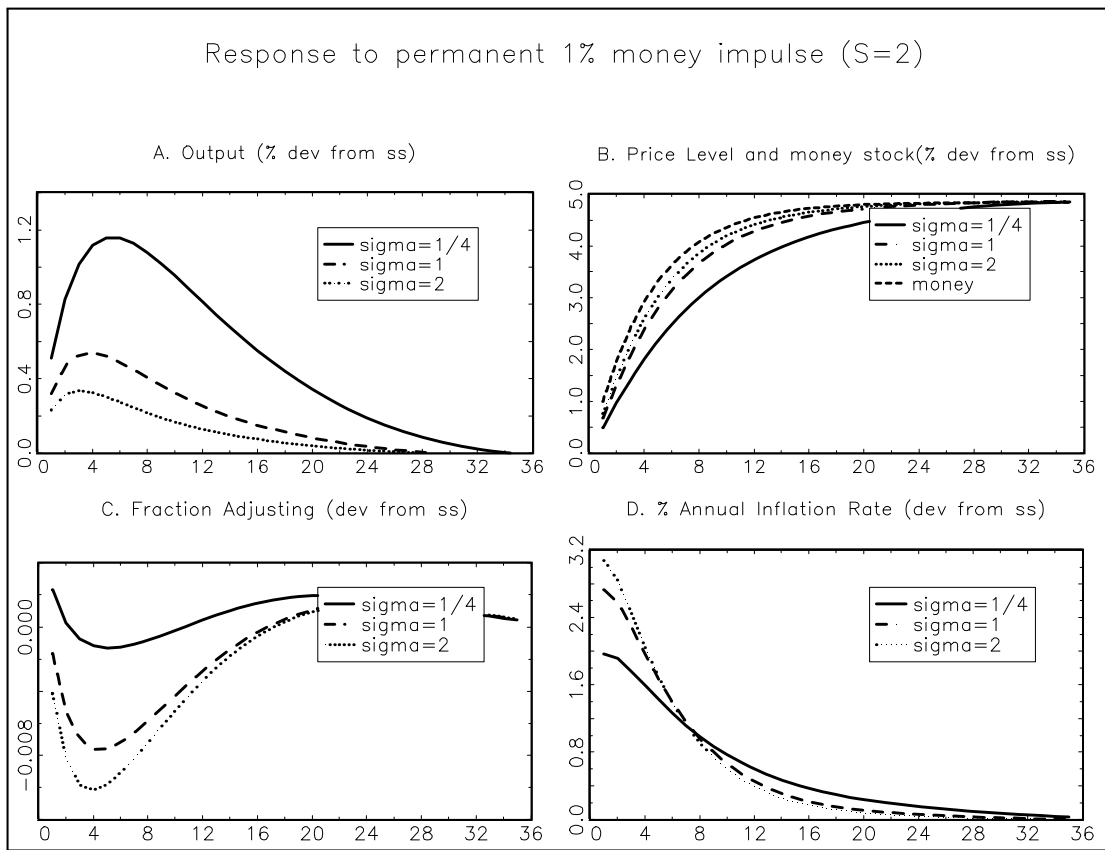 Response to permanent 1% money impulse (S=2)
A. Output (% dev from ss)
1.2
0.8
0.4
0.0
0 4 8 12 16 20 24 28 32 36
sigma=1/4
sigma=1
sigma=2
B. Price Level and money stock(% dev from ss)
5.0
4.0
3.0
2.0
1.0
0.0
0 4 8 12 16 20 24 28 32 36
sigma=1/4
sigma=1
sigma=2
money
C. Fraction Adjusting (dev from ss)
0.000
-0.008
0 4 8 12 16 20 24 28 32 36
sigma=1/4
sigma=1
sigma=2
D. % Annual Inflation Rate (dev from ss)
3.2
2.4
1.6
0.8
0.0
0 4 8 12 16 20 24 28 32 36
sigma=1/4
sigma=1
sigma=2